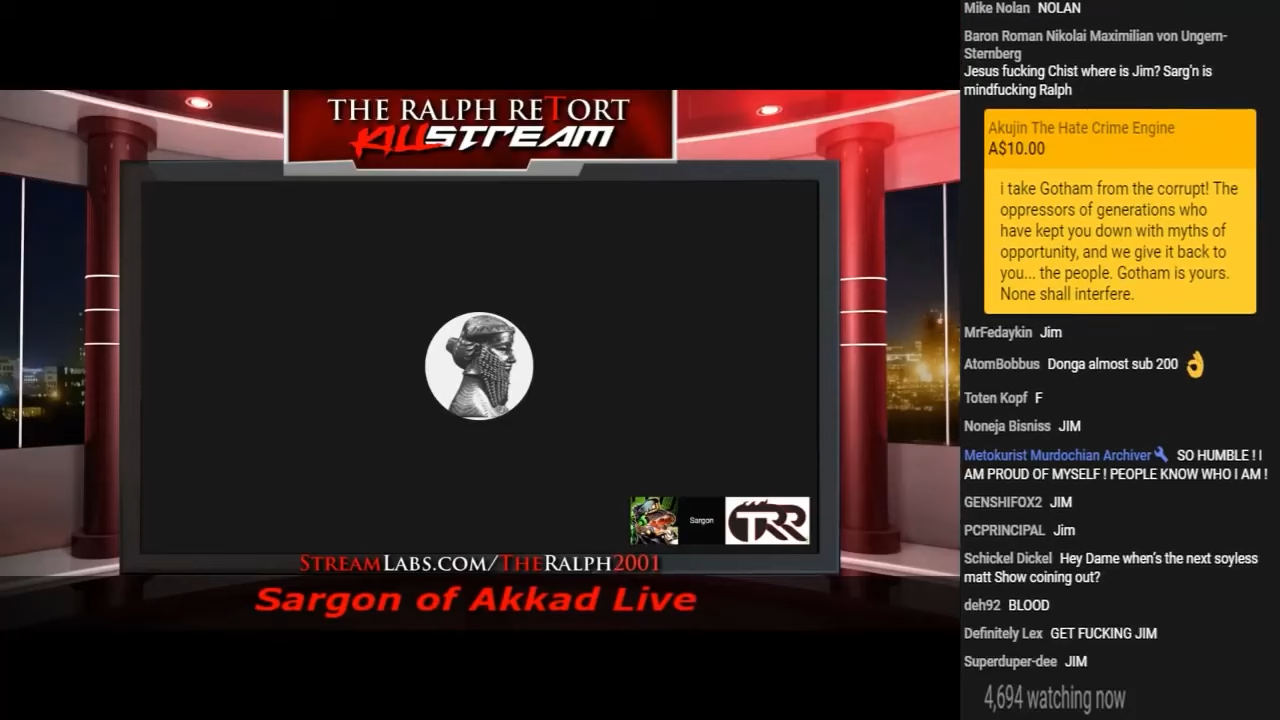 THE RALPH RETORT
KILLSTREAM
Sargon
TRR
STREAMLABS.COM/THERALPH2001
Sargon of Akkad Live
Mike Nolan NOLAN
Baron Roman Nikolai Maximilian von Ungern-
Sternberg
Jesus fucking Chist where is Jim? Sarg'n is
mindfucking Ralph
Akujin The Hate Crime Engine
A$10.00
i take Gotham from the corrupt! The
oppressors of generations who
have kept you down with myths of
opportunity, and we give it back to
you... the people. Gotham is yours.
None shall interfere.
MrFedaykin Jim
AtomBobbus Donga almost sub 200 👌
Toten Kopf F
Noneja Bisniss JIM
Metokurist Murdochian Archiver SO HUMBLE ! I
AM PROUD OF MYSELF ! PEOPLE KNOW WHO I AM !
GENSHIFOX2 JIM
PCPRINCIPAL Jim
Schickel Dickel Hey Dame when's the next soyless
matt Show coining out?
deh92 BLOOD
Definitely Lex GET FUCKING JIM
Superduper-dee JIM
4,694 watching now